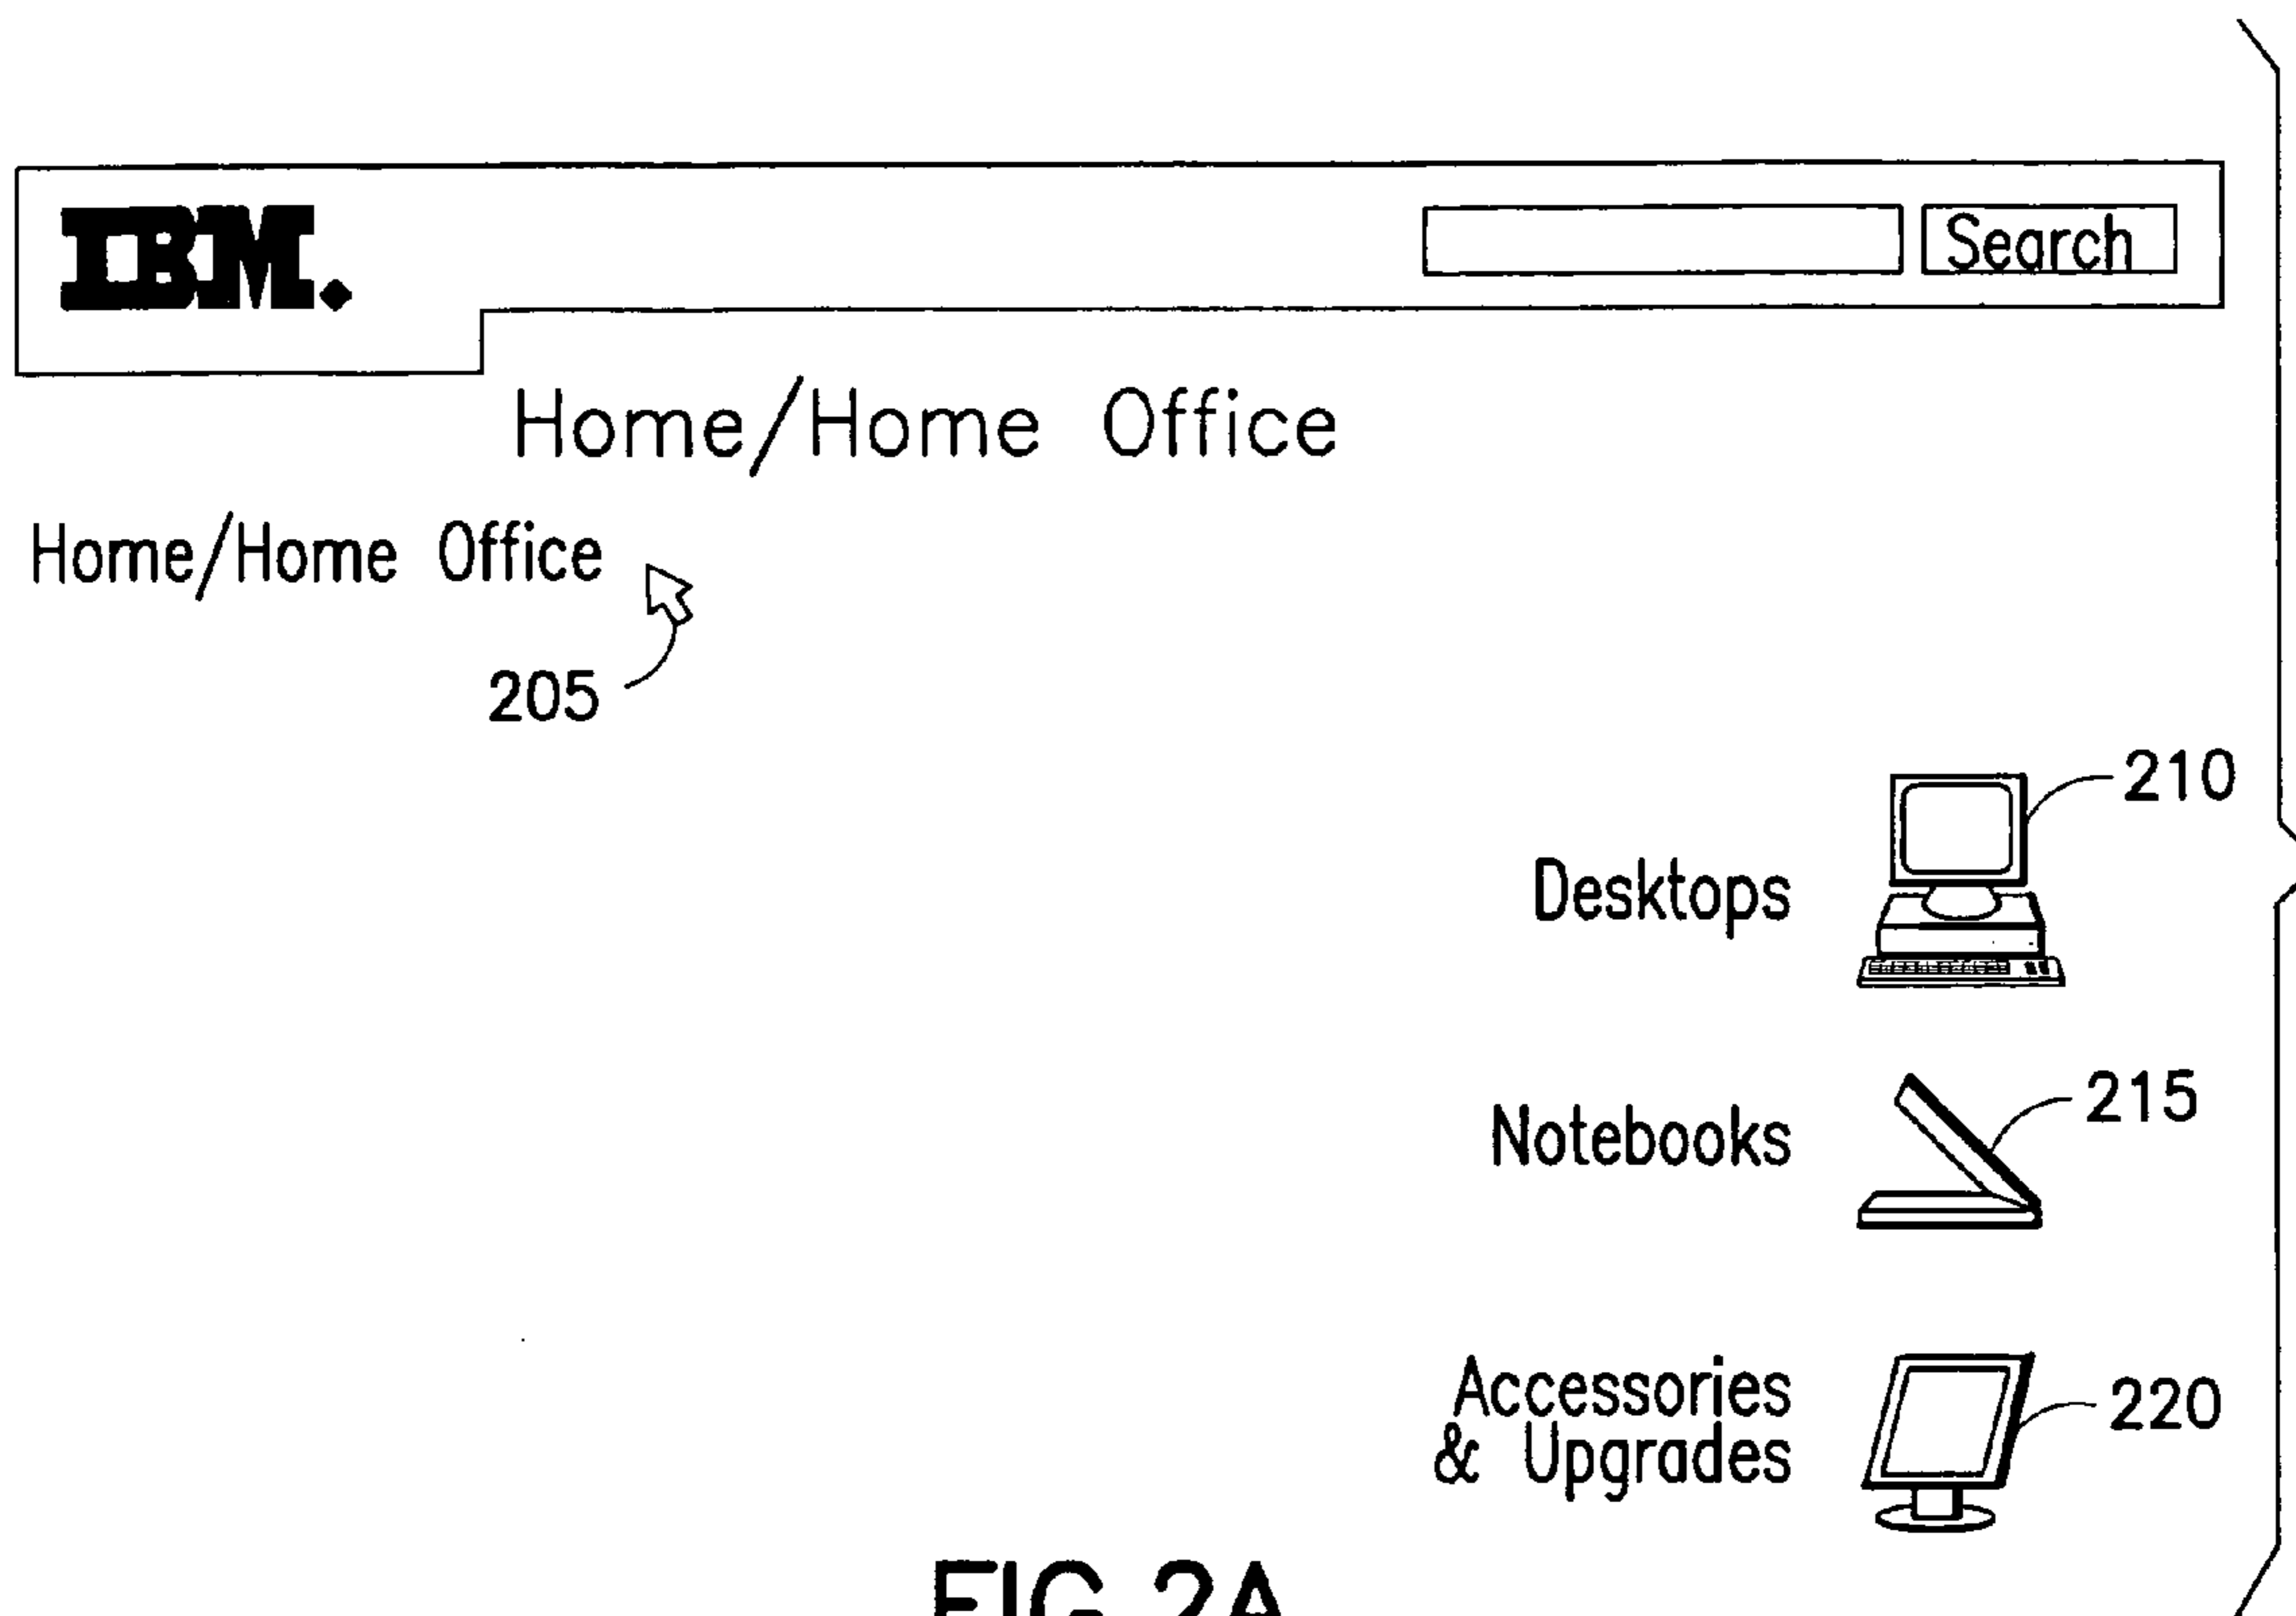 IBM.
Search
Home/Home Office
Home/Home Office
205
210
Desktops
215
Notebooks
Accessories
& Upgrades
220
FIG. 2A